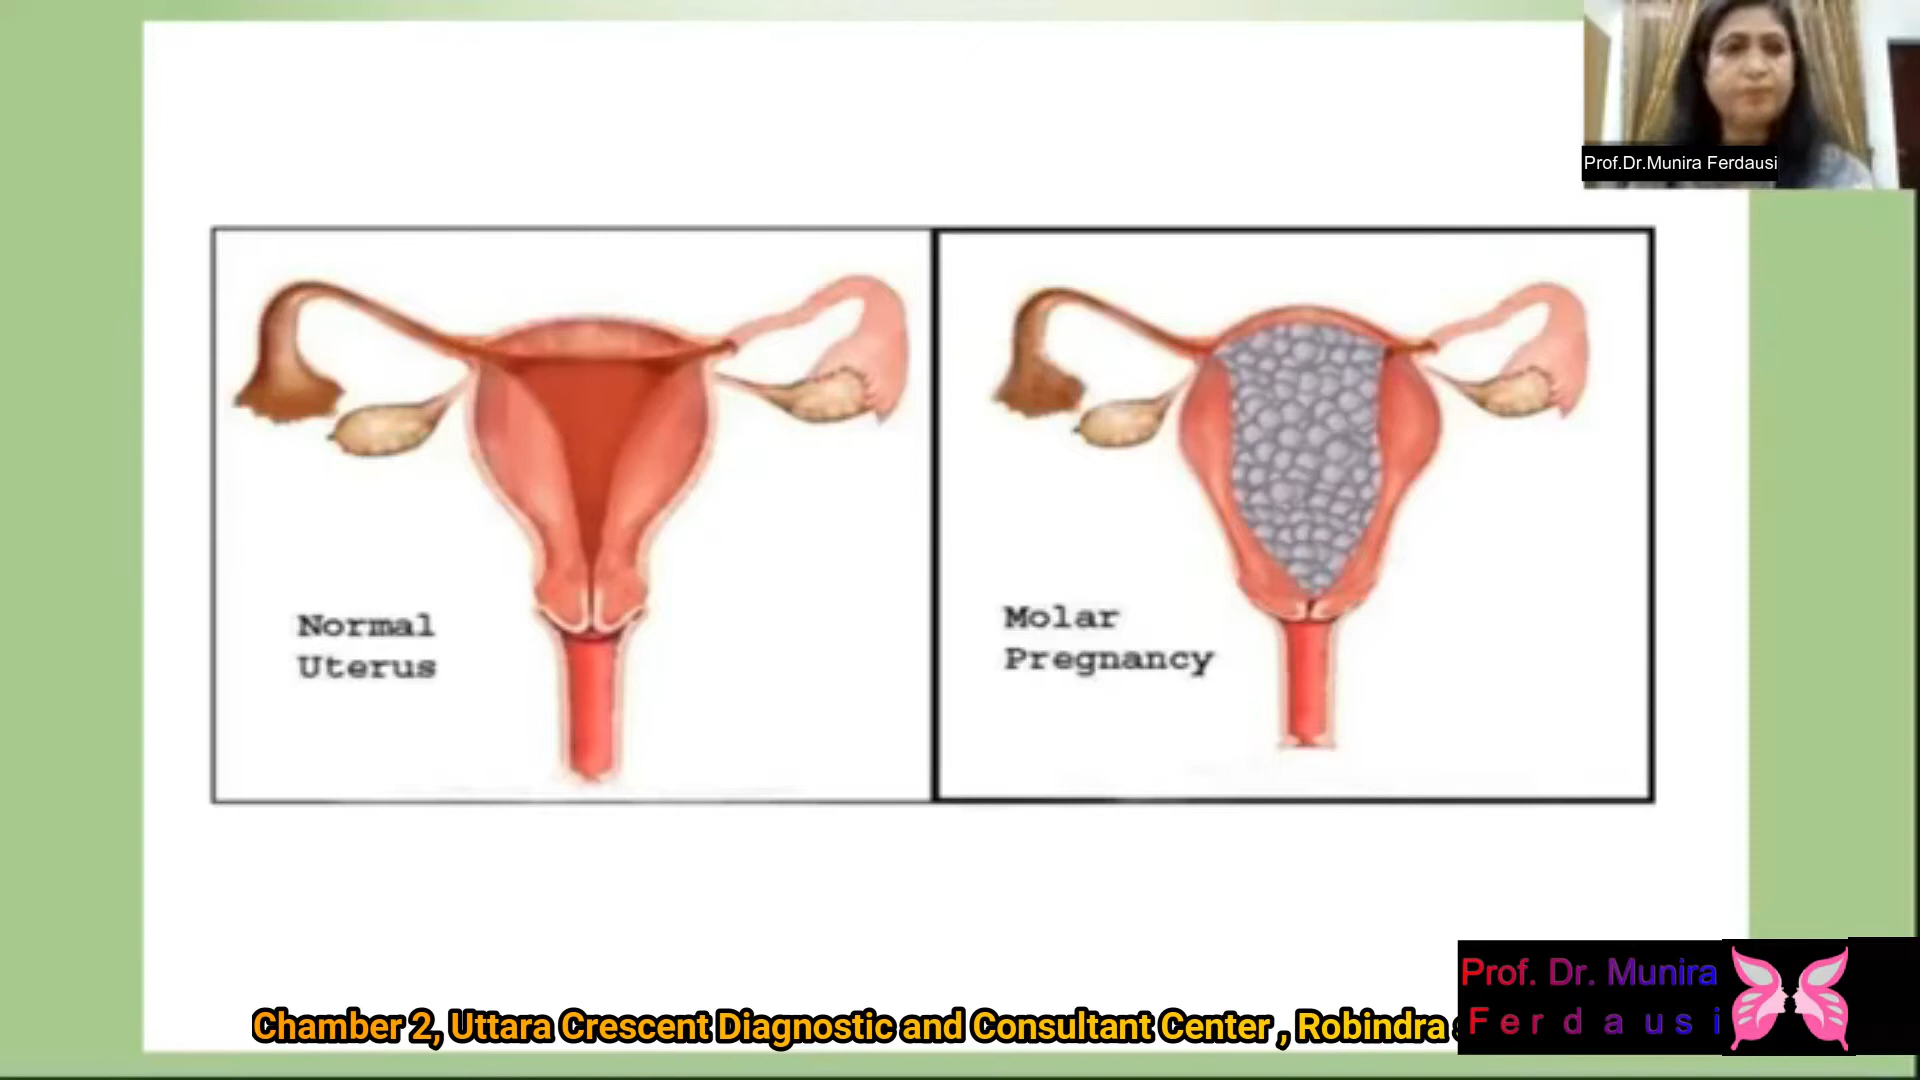 Prof.Dr.Munira Ferdausi
Normal
Uterus
Molar
Pregnancy
Prof. Dr. Munira
Ferdausi
Chamber 2, Uttara Crescent Diagnostic and Consultant Center , Robindra